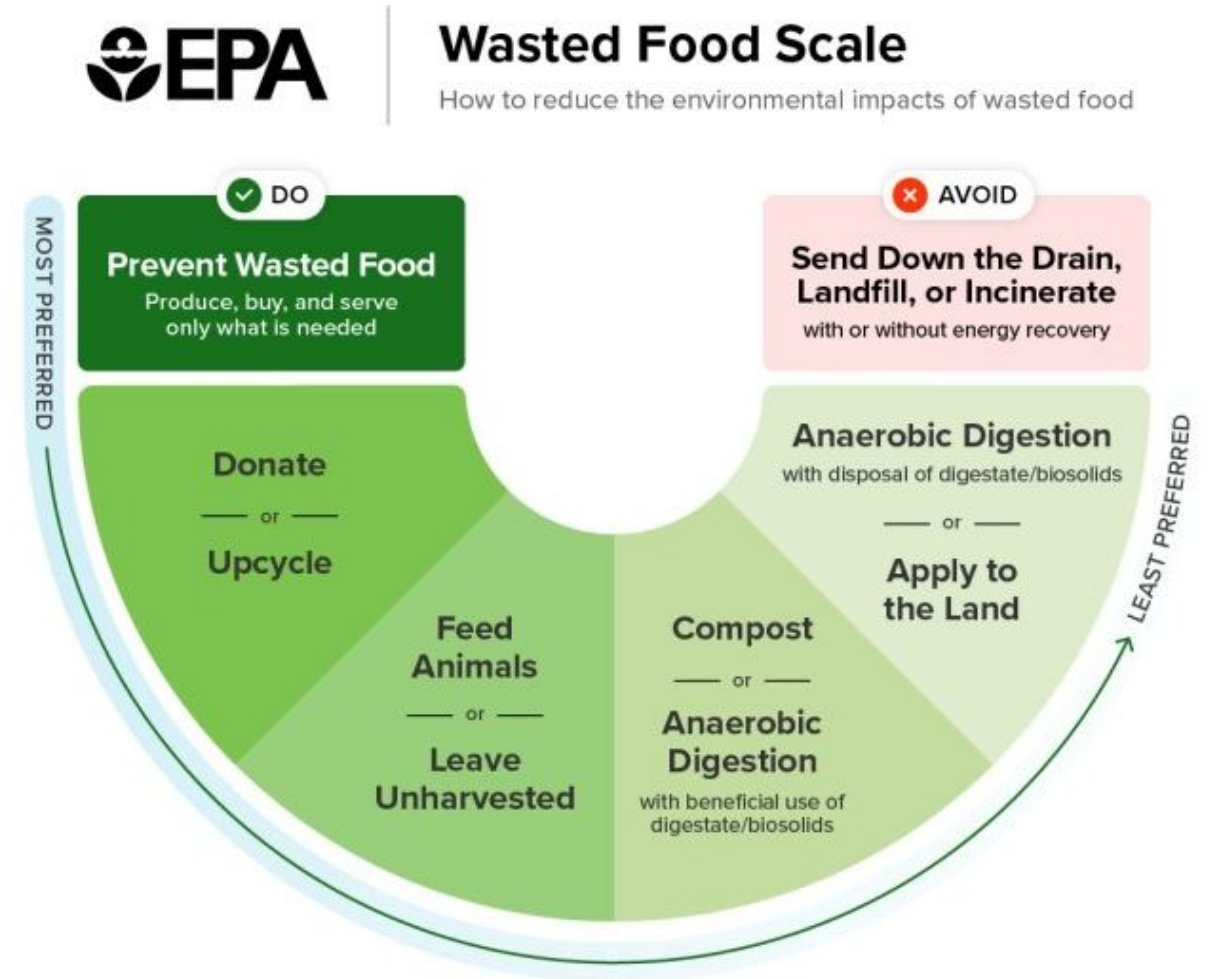 EPA
Wasted Food Scale
How to reduce the environmental impacts of wasted food
MOST PREFERRED
DO
Prevent Wasted Food
Produce, buy, and serve
only what is needed
Donate
or
Upcycle
Feed
Animals
or
Leave
Unharvested
Compost
or
Anaerobic
Digestion
with beneficial use of
digestate/biosolids
Anaerobic Digestion
with disposal of digestate/biosolids
or
Apply to
the Land
AVOID
Send Down the Drain,
Landfill, or Incinerate
with or without energy recovery
LEAST PREFERRED